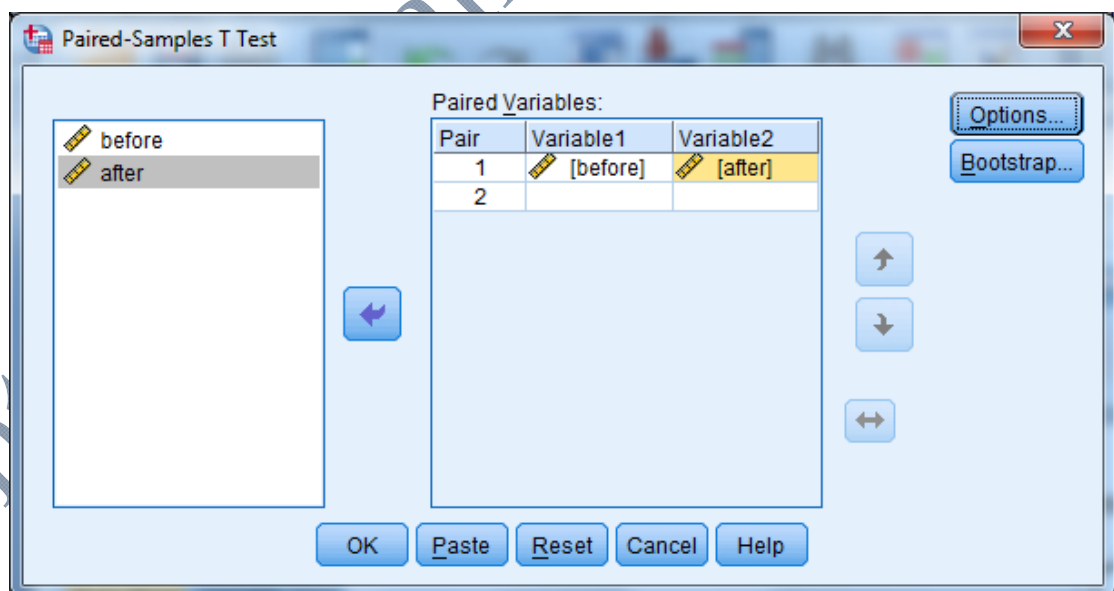 Paired-Samples T Test
Paired Variables:
before
after
Pair Variable1 Variable2
1 [before] [after]
2
Options...
Bootstrap...
OK Paste Reset Cancel Help